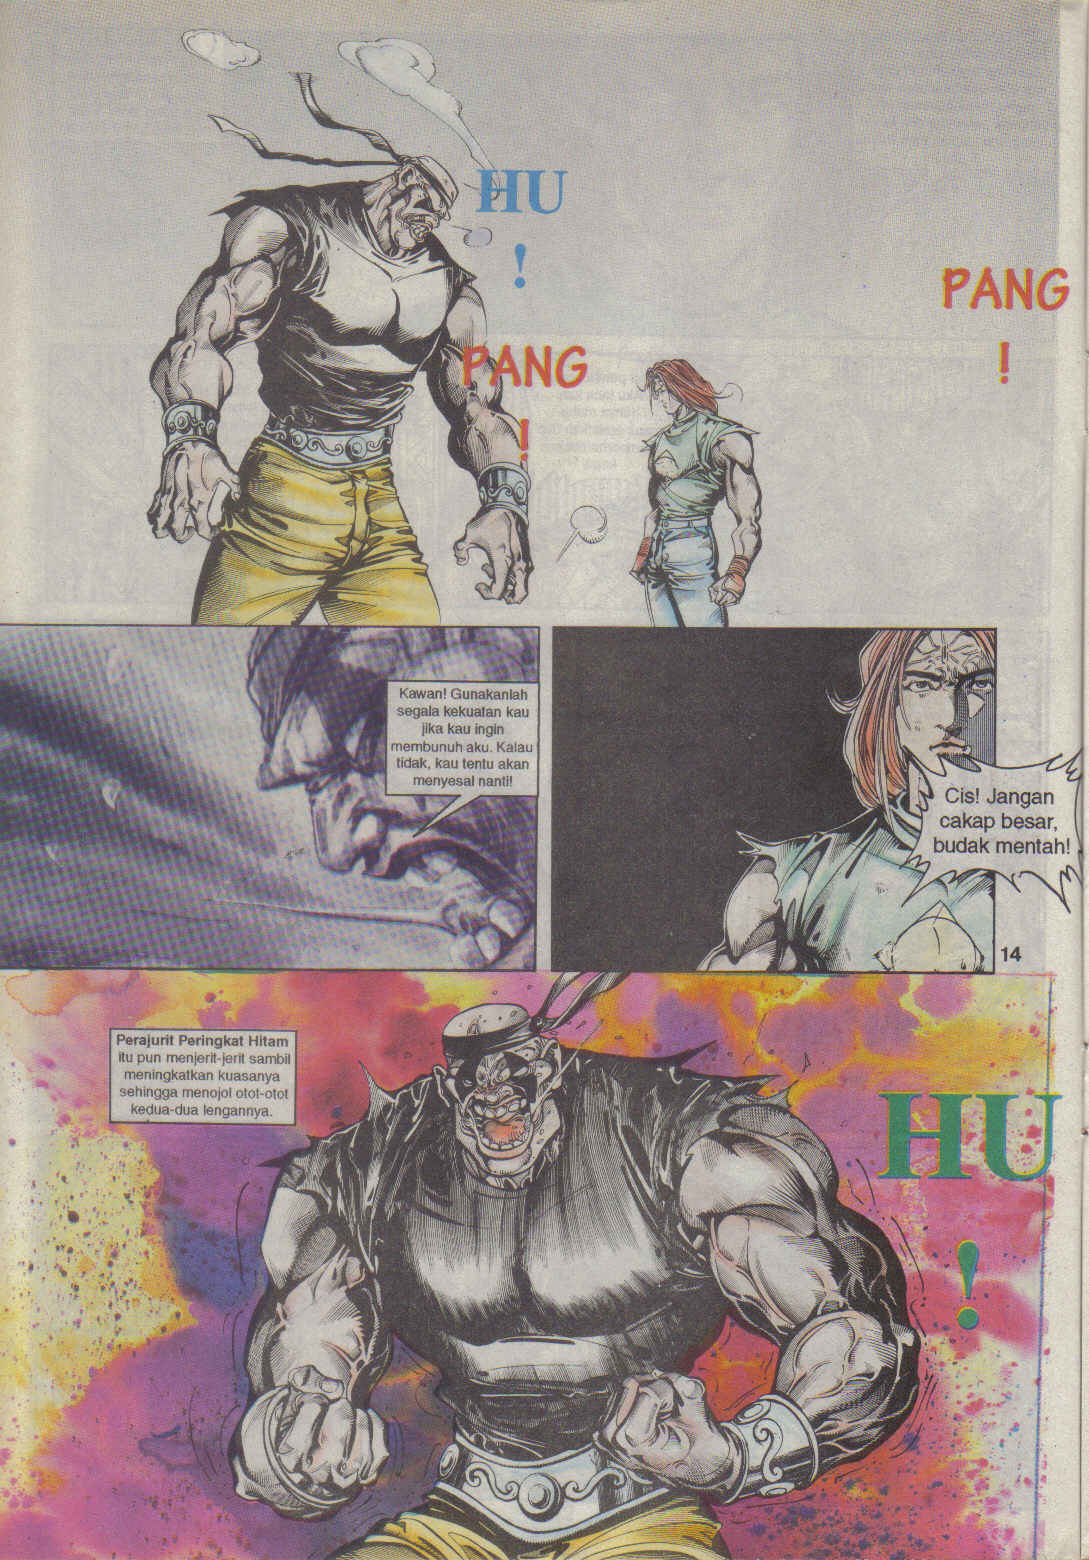 HU
!
PANG
!
PANG
!
Kawan! Gunakanlah
segala kekuatan kau
jika kau ingin
membunuh aku. Kalau
tidak, kau tentu akan
menyesal nanti!
Cis! Jangan
cakap besar,
budak mentah!
14
Perajurit Peringkat Hitam
itu pun menjerit-jerit sambil
meningkatkan kuasanya
sehingga menojol otot-otot
kedua-dua lengannya.
HU
!